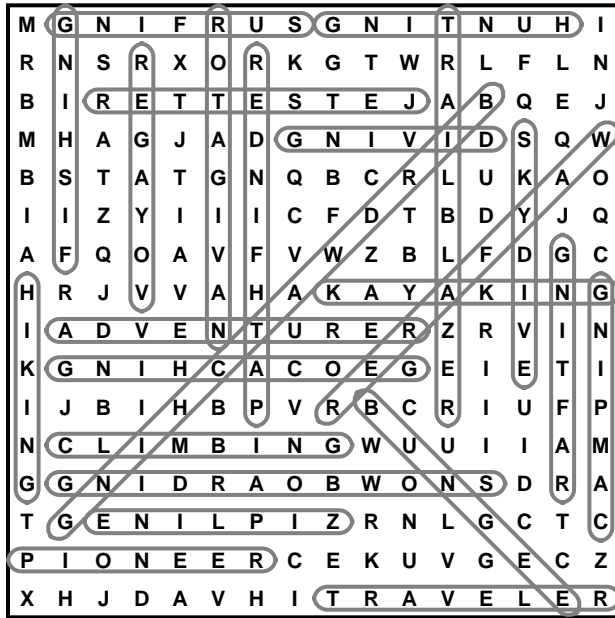 M G N I F R U S G N I T N U H I
R N S R X O R K G T W R L F L N
B I R E T T E S T E J A B Q E J
M H A G J A D G N I V I D S Q W
B S T A T G N Q B C R L U K A O
I I Z Y I I I C F D T B D Y J Q
A F Q O A V F V W Z B L F D G C
H R J V V A H A K A Y A K I N G
I A D V E N T U R E R Z R V I N
K G N I H C A C O E G E I E T I
I J B I H B P V R B C R I U F P
N C L I M B I N G W U U I I A M
G G N I D R A O B W O N S D R A
T G E N I L P I Z R N L G C T C
P I O N E E R C E K U V G E C Z
X H J D A V H I T R A V E L E R